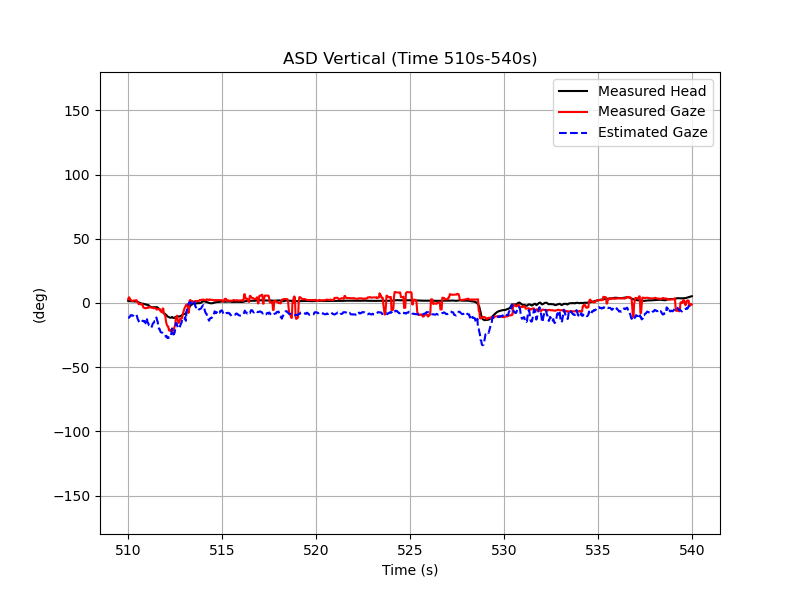 ASD Vertical (Time 510s-540s)
Measured Head
Measured Gaze
Estimated Gaze
150
100
50
0
−50
−100
−150
(deg)
510 515 520 525 530 535 540
Time (s)